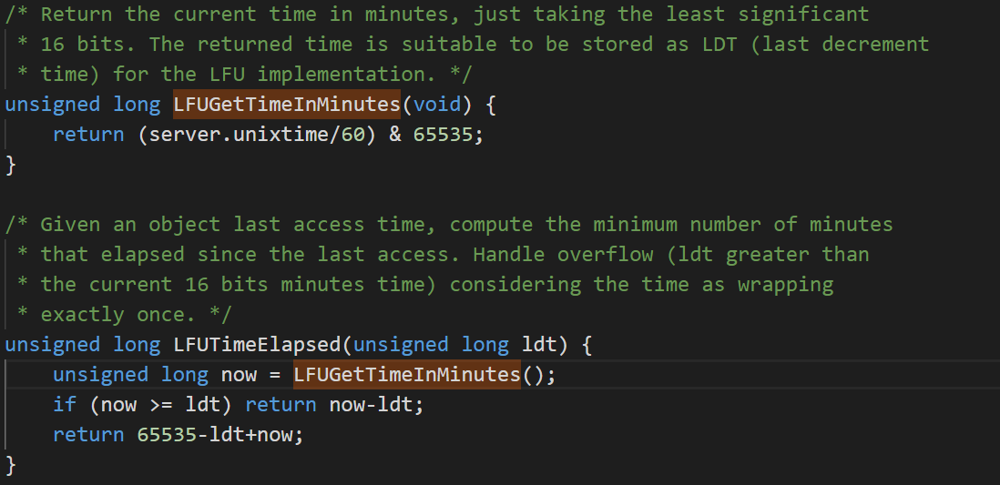 /* Return the current time in minutes, just taking the least significant
 * 16 bits. The returned time is suitable to be stored as LDT (last decrement
 * time) for the LFU implementation. */
unsigned long LFUGetTimeInMinutes(void) {
    return (server.unixtime/60) & 65535;
}

/* Given an object last access time, compute the minimum number of minutes
 * that elapsed since the last access. Handle overflow (ldt greater than
 * the current 16 bits minutes time) considering the time as wrapping
 * exactly once. */
unsigned long LFUTimeElapsed(unsigned long ldt) {
    unsigned long now = LFUGetTimeInMinutes();
    if (now >= ldt) return now-ldt;
    return 65535-ldt+now;
}